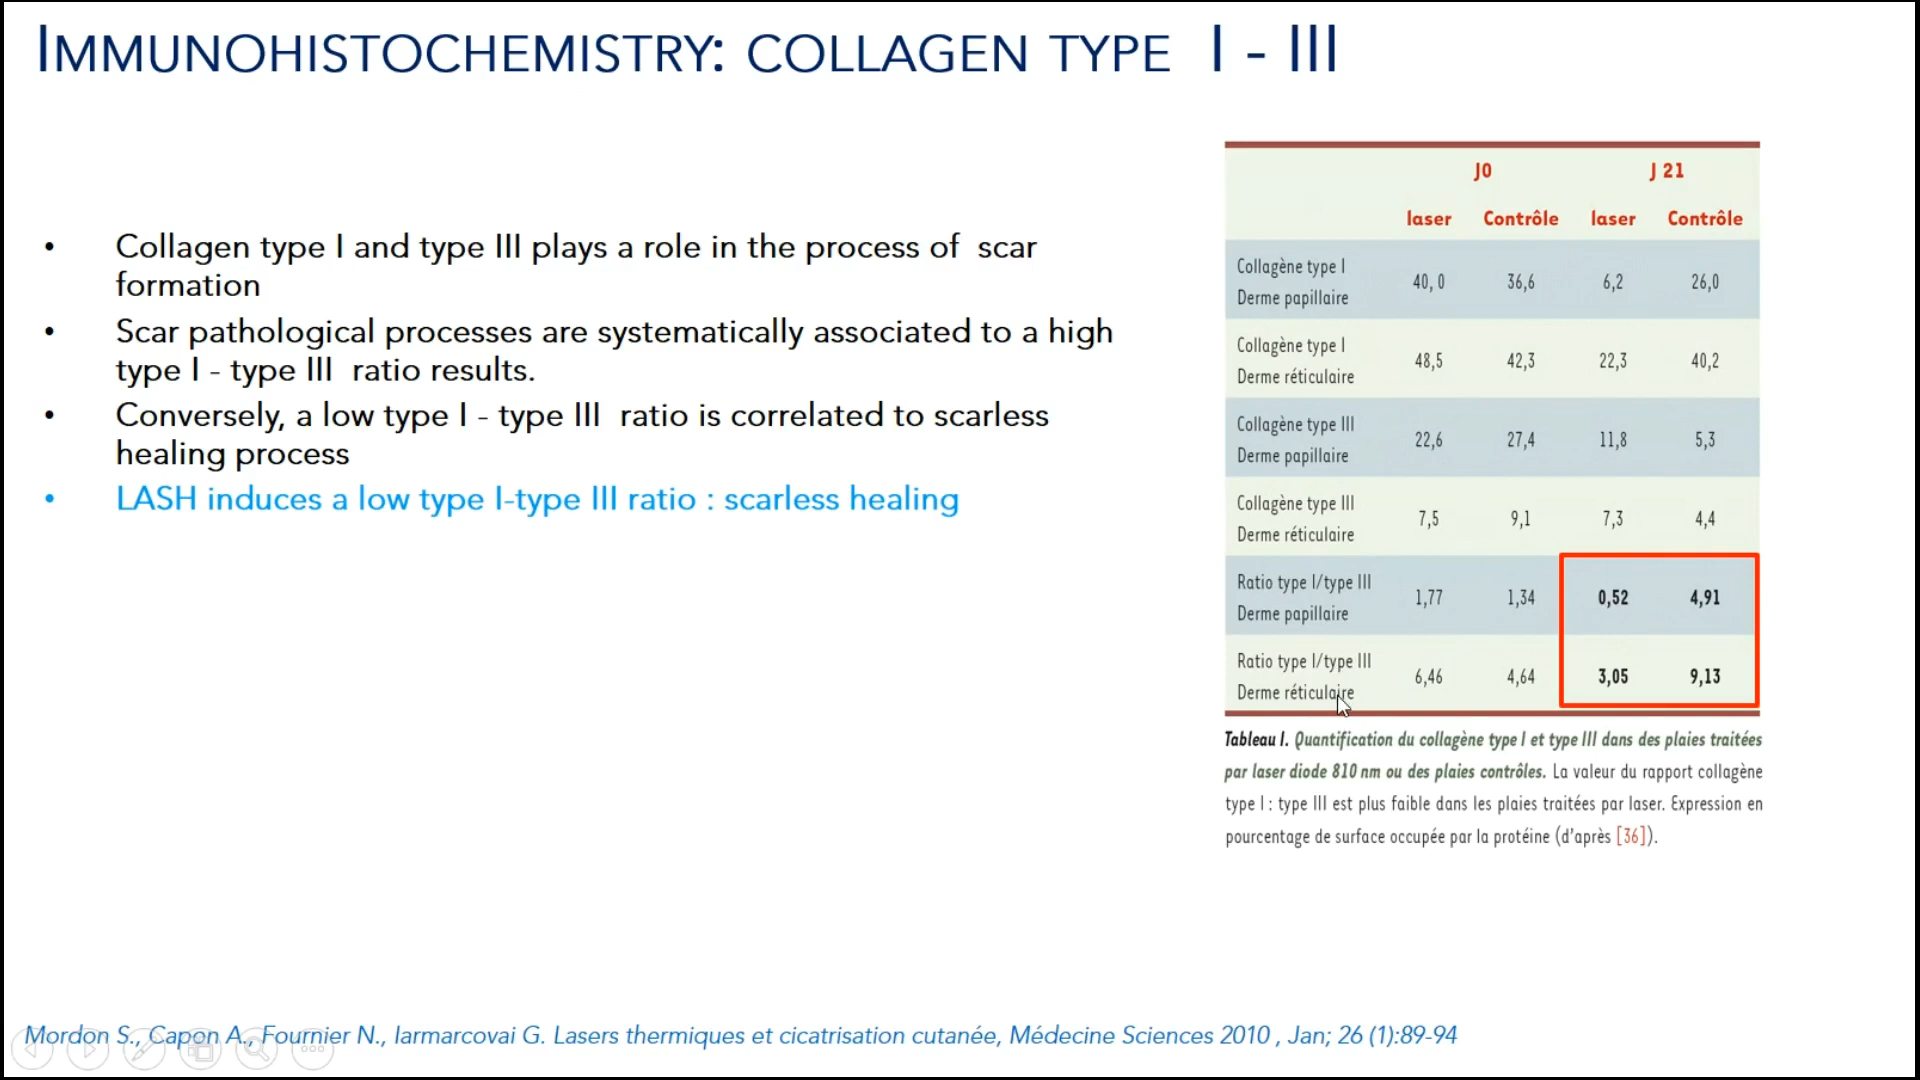 IMMUNOHISTOCHEMISTRY: COLLAGEN TYPE I - III
• Collagen type I and type III plays a role in the process of scar
formation
• Scar pathological processes are systematically associated to a high
type I - type III ratio results.
• Conversely, a low type I - type III ratio is correlated to scarless
healing process
• LASH induces a low type I-type III ratio : scarless healing
J0 J 21
laser Contrôle laser Contrôle
Collagène type I
Derme papillaire 40, 0 36,6 6,2 26,0
Collagène type I
Derme réticulaire 48,5 42,3 22,3 40,2
Collagène type III
Derme papillaire 22,6 27,4 11,8 5,3
Collagène type III
Derme réticulaire 7,5 9,1 7,3 4,4
Ratio type I/type III
Derme papillaire 1,77 1,34 0,52 4,91
Ratio type I/type III
Derme réticulaire 6,46 4,64 3,05 9,13
Tableau I. Quantification du collagène type I et type III dans des plaies traitées
par laser diode 810 nm ou des plaies contrôles. La valeur du rapport collagène
type I : type III est plus faible dans les plaies traitées par laser. Expression en
pourcentage de surface occupée par la protéine (d'après [36]).
Mordon S., Capon A., Fournier N., Iarmarcovai G. Lasers thermiques et cicatrisation cutanée, Médecine Sciences 2010 , Jan; 26 (1):89-94